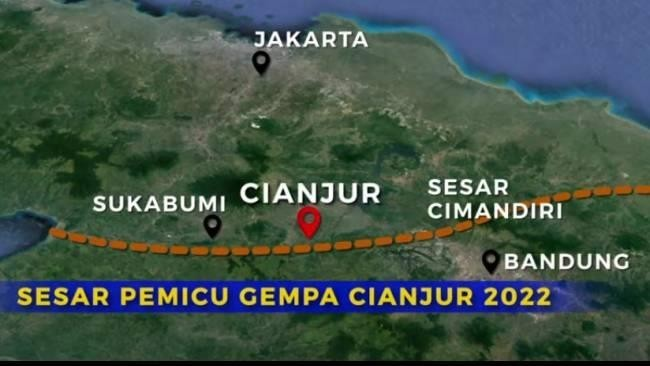 JAKARTA
SUKABUMI
CIANJUR
SESAR
CIMANDIRI
BANDUNG
SESAR PEMICU GEMPA CIANJUR 2022